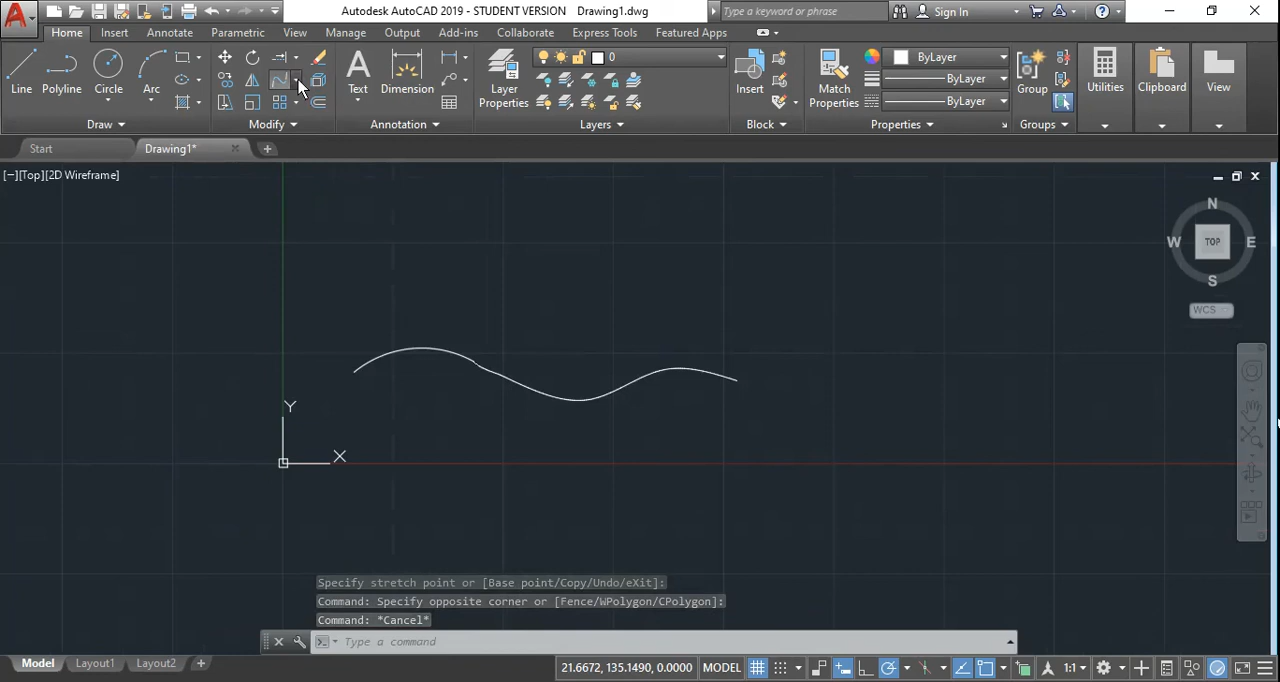 Autodesk AutoCAD 2019 - STUDENT VERSION Drawing1.dwg
Type a keyword or phrase
Sign In
Home Insert Annotate Parametric View Manage Output Add-ins Collaborate Express Tools Featured Apps
Line Polyline Circle Arc
Text Dimension
Layer Properties
0
Insert
Match Properties
ByLayer
ByLayer
ByLayer
Group
Utilities
Clipboard
View
Draw Modify Annotation Layers Block Properties Groups
Start Drawing1*
[−][Top][2D Wireframe]
N
W TOP E
S
WCS
Y
X
Specify stretch point or [Base point/Copy/Undo/eXit]:
Command: Specify opposite corner or [Fence/WPolygon/CPolygon]:
Command: *Cancel*
Type a command
Model Layout1 Layout2
21.6672, 135.1490, 0.0000 MODEL 1:1